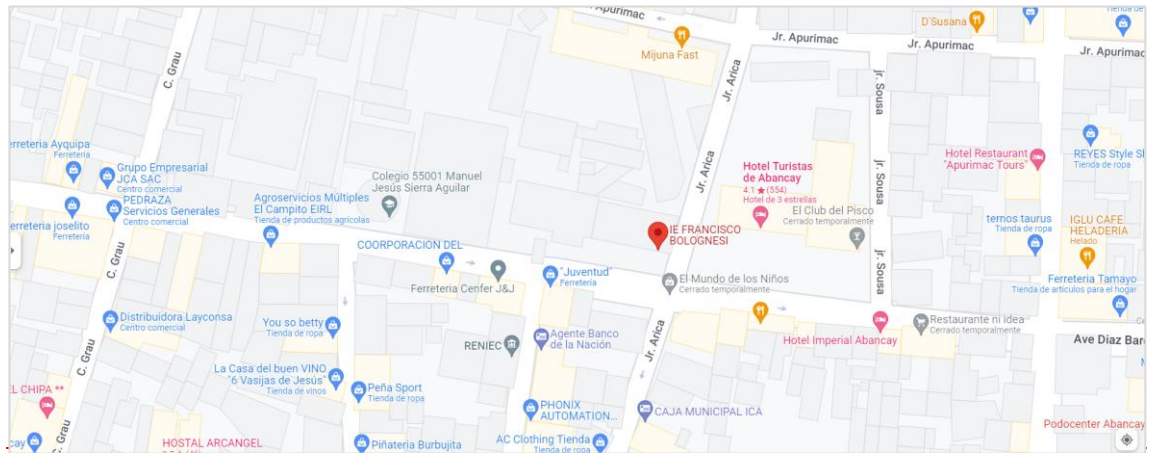 Jr. Apurimac
D'Susana
Tienda de
Jr. Apurimac
Jr. Apurimac
Jr. Apurimac
Mijuna Fast
C. Grau
Jr. Arica
jr. Sousa
Ferreteria
Grupo Empresarial
JCA SAC
Centro comercial
PEDRAZA
Servicios Generales
Centro comercial
Ferreteria
Colegio 55001 Manuel
Jesús Sierra Aguilar
Agroservicios Múltiples
El Campito EIRL
Tienda de productos agrícolas
Hotel Turistas
de Abancay
4.1 ★ (554)
Hotel de 3 estrellas
Jr. Arica
jr. Sousa
Hotel Restaurant
"Apurimac Tours"
REYES Style
Tienda de ropa
El Club del Pisco
Cerrado temporalmente
IE FRANCISCO
BOLOGNESI
ternos taurus
Tienda de ropa
IGLU CAFE
HELADERIA
Helado
C. Grau
COORPORACION DEL
Ferreteria Cenfer J&J
"Juventud"
Ferretería
El Mundo de los Niños
Cerrado temporalmente
jr. Sousa
Ferreteria Tamayo
Tienda de artículos para el hogar
Distribuidora Layconsa
Centro comercial
You so betty
Tienda de ropa
RENIEC
Agente Banco
de la Nación
Jr. Arica
Hotel Imperial Abancay
Restaurante ni idea
Cerrado temporalmente
Ave Diaz
C. Grau
La Casa del buen VINO
"6 Vasijas de Jesús"
Tienda de vinos
Peña Sport
Tienda de ropa
CHIPA **
PHONIX
AUTOMATION...
CAJA MUNICIPAL ICA
C. Grau
HOSTAL ARCANGEL
Piñateria Burbujita
AC Clothing Tienda
Tienda de ropa
Podocenter Abancay